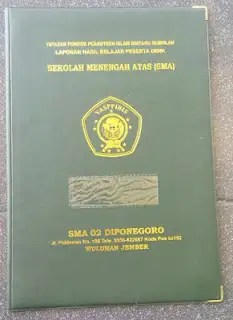 YAYASAN PONDOK PESANTREN ISLAM BINTANG SEMBILAN
LAPORAN HASIL BELAJAR PESERTA DIDIK
SEKOLAH MENENGAH ATAS (SMA)
YASPPIBIS
SMA 02 DIPONEGORO
WULUHAN JEMBER